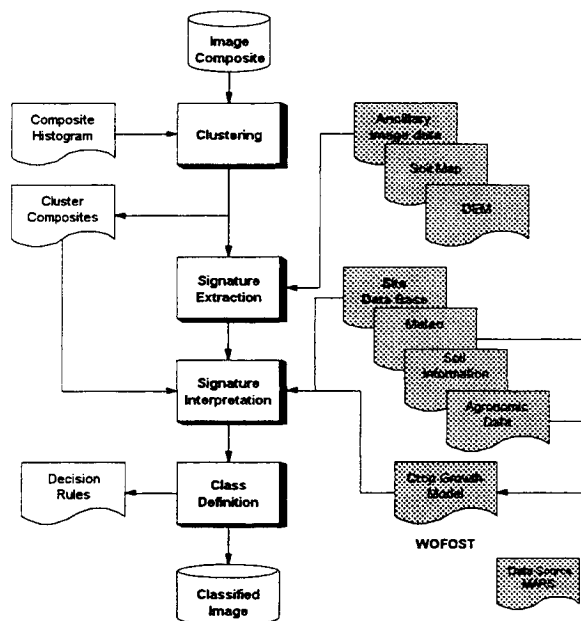 Image
Composite
Composite
Histogram
Clustering
Ancillary
image data
Soil Map
DEM
Cluster
Composites
Signature
Extraction
Site
Data Base
Meteo
Soil
Information
Agronomic
Data
Signature
Interpretation
Decision
Rules
Class
Definition
Crop Growth
Model
WOFOST
Classified
Image
Data Source
MARS